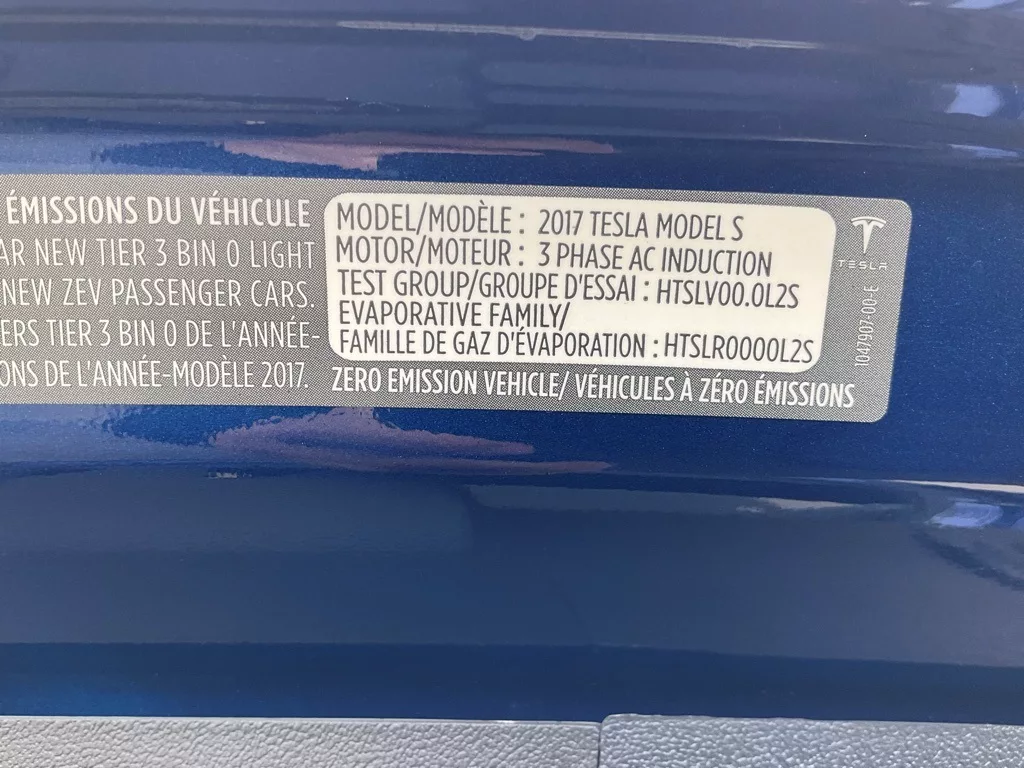 ÉMISSIONS DU VÉHICULE
AR NEW TIER 3 BIN 0 LIGHT
NEW ZEV PASSENGER CARS.
ERS TIER 3 BIN 0 DE L'ANNÉE-
ONS DE L'ANNÉE-MODÈLE 2017.
MODEL/MODÈLE : 2017 TESLA MODEL S
MOTOR/MOTEUR : 3 PHASE AC INDUCTION
TEST GROUP/GROUPE D'ESSAI : HTSLV00.0L2S
EVAPORATIVE FAMILY/
FAMILLE DE GAZ D'ÉVAPORATION : HTSLR0000L2S
ZERO EMISSION VEHICLE/ VÉHICULES À ZÉRO ÉMISSIONS
TESLA
1047907-00-E